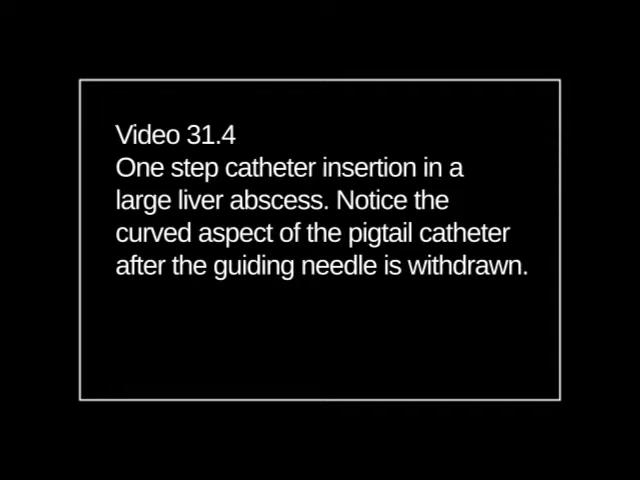 Video 31.4
One step catheter insertion in a
large liver abscess. Notice the
curved aspect of the pigtail catheter
after the guiding needle is withdrawn.